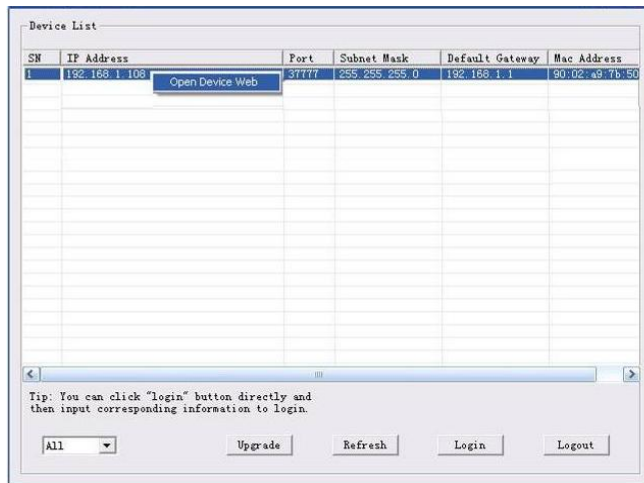 Device List
SN IP Address Port Subnet Mask Default Gateway Mac Address
1 192.168.1.108 37777 255.255.255.0 192.168.1.1 90:02:a9:7b:50
Open Device Web
Tip: You can click "login" button directly and
then input corresponding information to login.
All Upgrade Refresh Login Logout